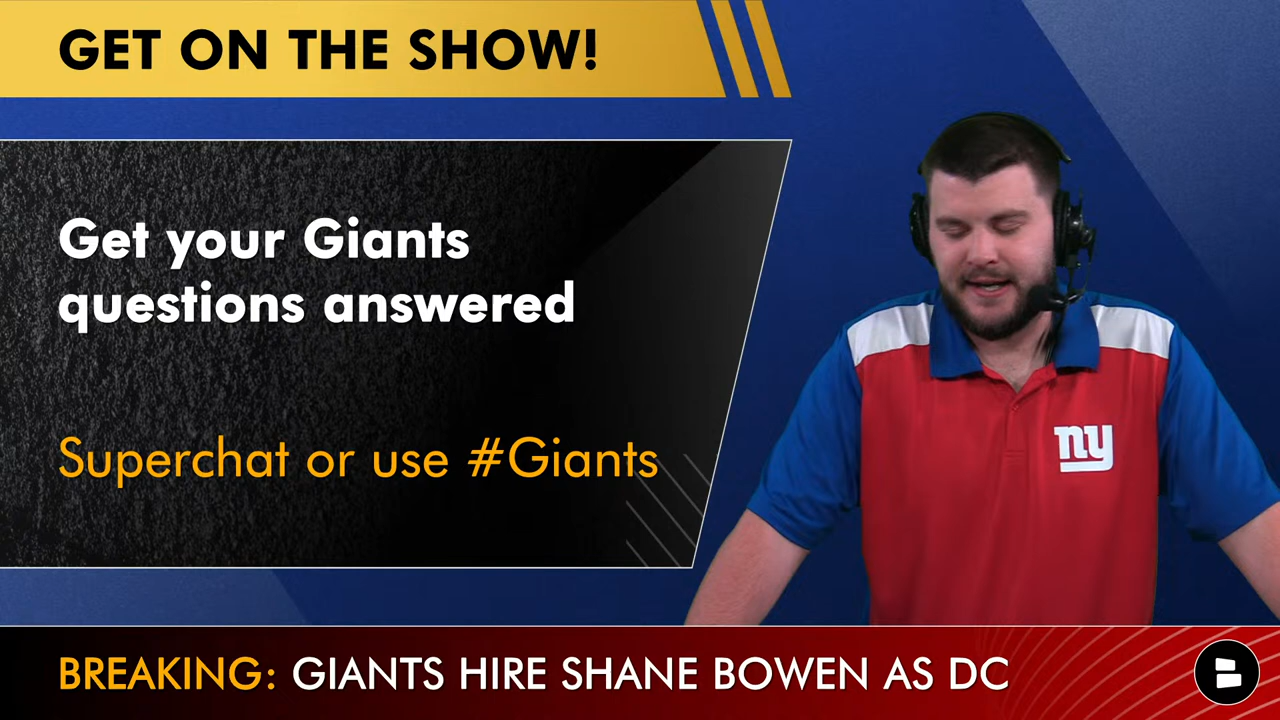 GET ON THE SHOW!
Get your Giants
questions answered
Superchat or use #Giants
ny
BREAKING: GIANTS HIRE SHANE BOWEN AS DC